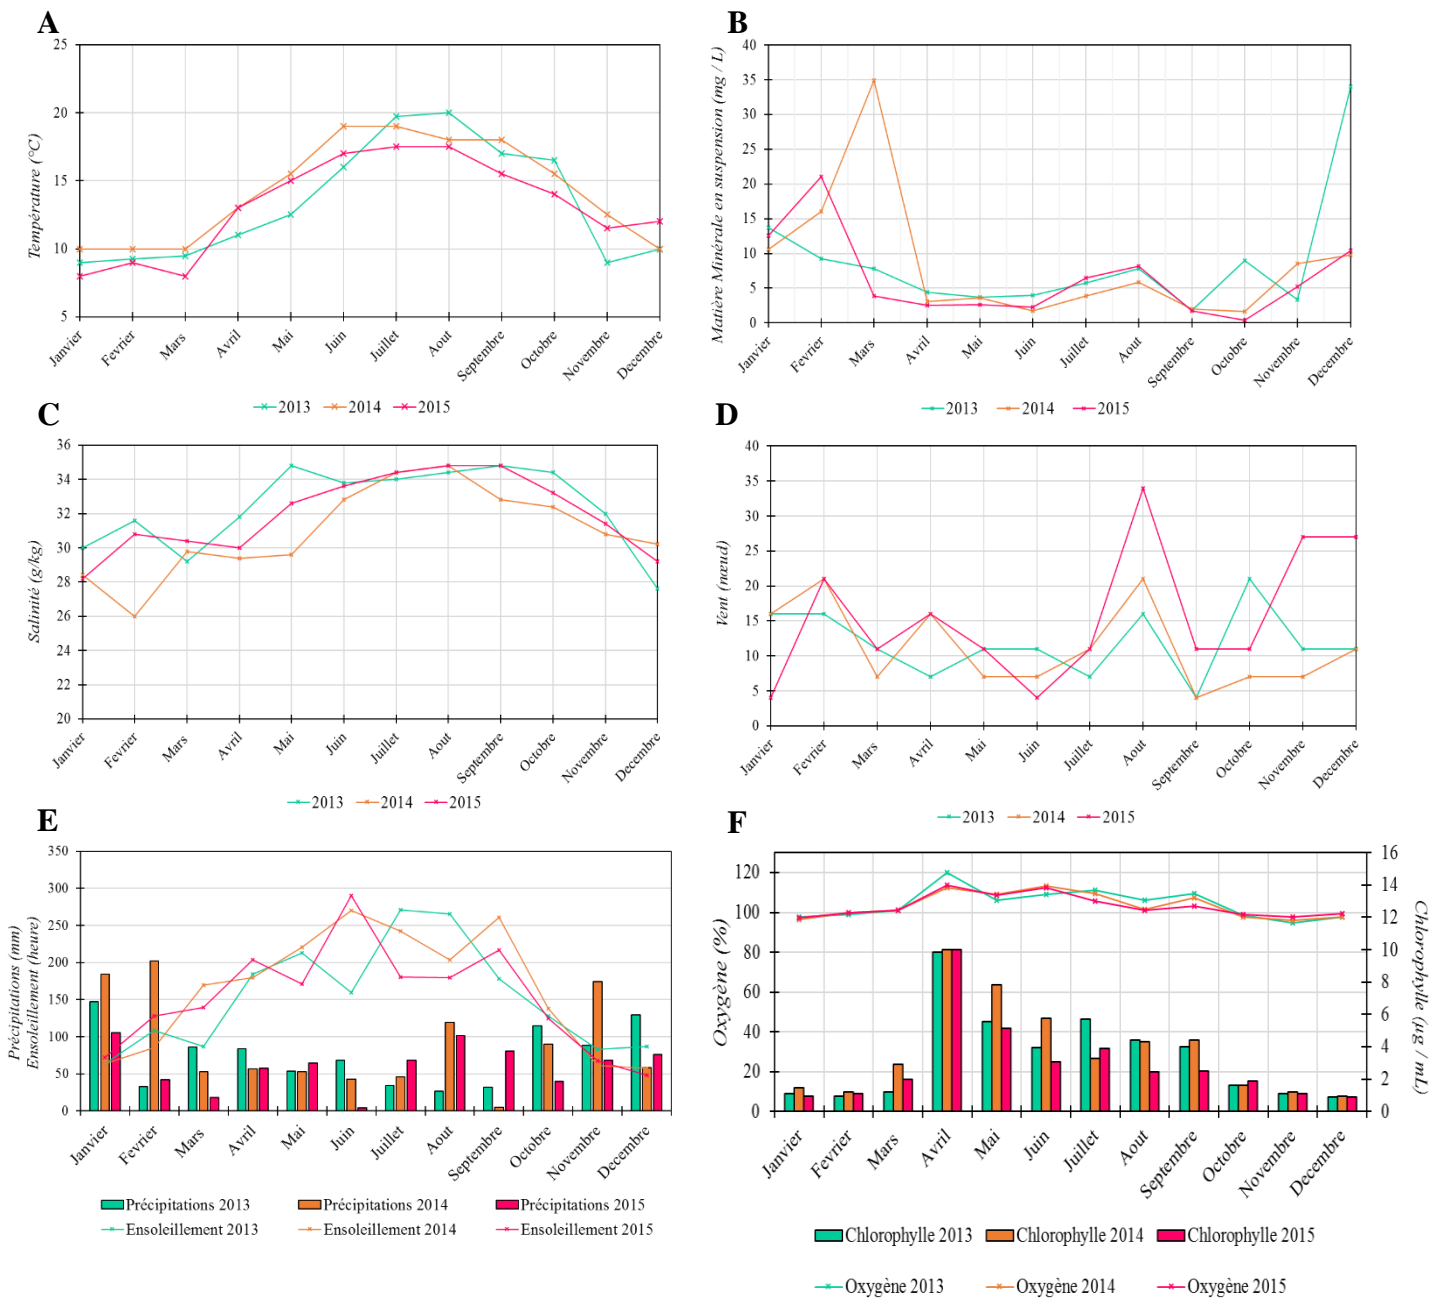 A
Température (°C)
25
20
15
10
5
Janvier
Fevrier
Mars
Avril
Mai
Juin
Juillet
Aout
Septembre
Octobre
Novembre
Decembre
2013 2014 2015
B
Matière Minérale en suspension (mg / L)
40
35
30
25
20
15
10
5
0
Janvier
Fevrier
Mars
Avril
Mai
Juin
Juillet
Aout
Septembre
Octobre
Novembre
Decembre
2013 2014 2015
C
Salinité (g/kg)
36
34
32
30
28
26
24
22
20
Janvier
Fevrier
Mars
Avril
Mai
Juin
Juillet
Aout
Septembre
Octobre
Novembre
Decembre
2013 2014 2015
D
Vent (nœud)
40
35
30
25
20
15
10
5
0
Janvier
Fevrier
Mars
Avril
Mai
Juin
Juillet
Aout
Septembre
Octobre
Novembre
Decembre
2013 2014 2015
E
Précipitations (mm)
Ensoleillement (heure)
350
300
250
200
150
100
50
0
Janvier
Fevrier
Mars
Avril
Mai
Juin
Juillet
Aout
Septembre
Octobre
Novembre
Decembre
Précipitations 2013 Précipitations 2014 Précipitations 2015
Ensoleillement 2013 Ensoleillement 2014 Ensoleillement 2015
F
Oxygène (%)
120
100
80
60
40
20
0
16
14
12
10
8
6
4
2
0
Chlorophylle (µg / mL)
Janvier
Fevrier
Mars
Avril
Mai
Juin
Juillet
Aout
Septembre
Octobre
Novembre
Decembre
Chlorophylle 2013 Chlorophylle 2014 Chlorophylle 2015
Oxygène 2013 Oxygène 2014 Oxygène 2015